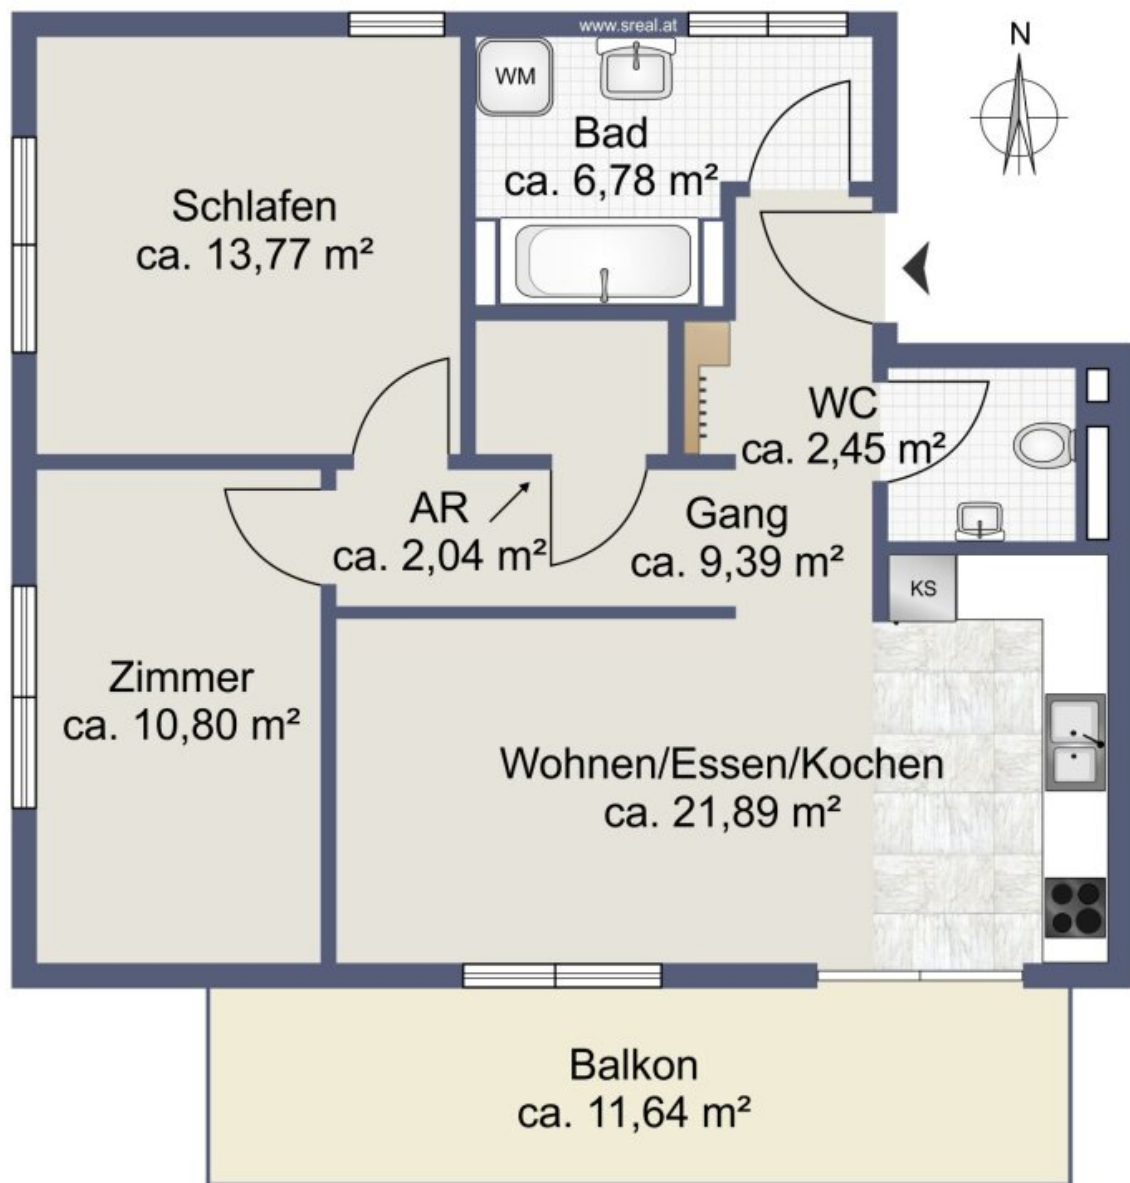 www.sreal.at
N
WM
Bad
ca. 6,78 m²
Schlafen
ca. 13,77 m²
WC
ca. 2,45 m²
AR
ca. 2,04 m²
Gang
ca. 9,39 m²
KS
Zimmer
ca. 10,80 m²
Wohnen/Essen/Kochen
ca. 21,89 m²
Balkon
ca. 11,64 m²